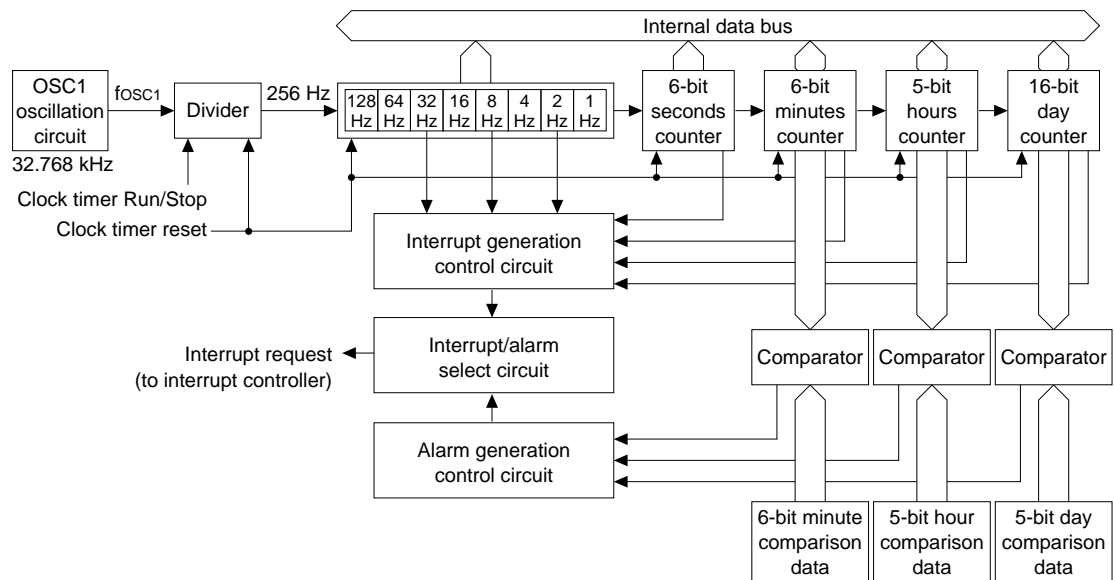 Internal data bus
OSC1
oscillation
circuit
32.768 kHz
fOSC1
Divider
256 Hz
128
Hz
64
Hz
32
Hz
16
Hz
8
Hz
4
Hz
2
Hz
1
Hz
6-bit
seconds
counter
6-bit
minutes
counter
5-bit
hours
counter
16-bit
day
counter
Clock timer Run/Stop
Clock timer reset
Interrupt generation
control circuit
Interrupt request
(to interrupt controller)
Interrupt/alarm
select circuit
Comparator
Comparator
Comparator
Alarm generation
control circuit
6-bit minute
comparison
data
5-bit hour
comparison
data
5-bit day
comparison
data